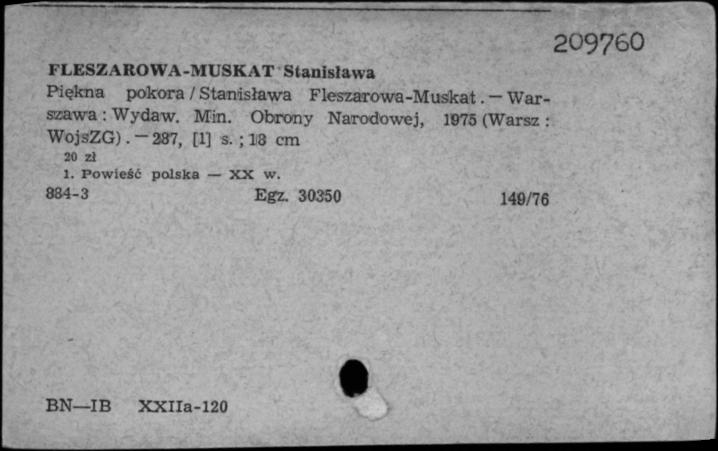 209760
FLESZAROWA-MUSKAT Stanisława
Piękna pokora / Stanisława Fleszarowa-Muskat. — War-
szawa : Wydaw. Min. Obrony Narodowej, 1975 (Warsz :
WojsZG). — 287, [1] s. ; 18 cm
20 zł
1. Powieść polska — XX w.
884-3 Egz. 30350 149/76
BN—IB XXIIa-120